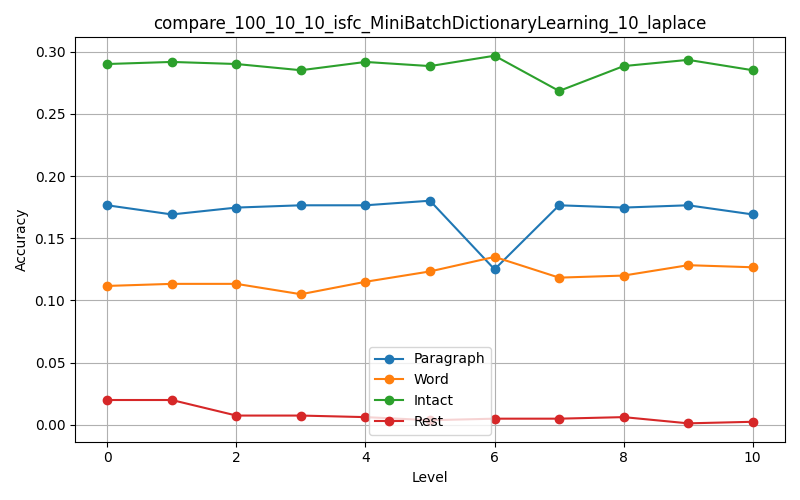 compare_100_10_10_isfc_MiniBatchDictionaryLearning_10_laplace
0.30
0.25
0.20
0.15
0.10
0.05
0.00
Accuracy
Paragraph
Word
Intact
Rest
0 2 4 6 8 10
Level